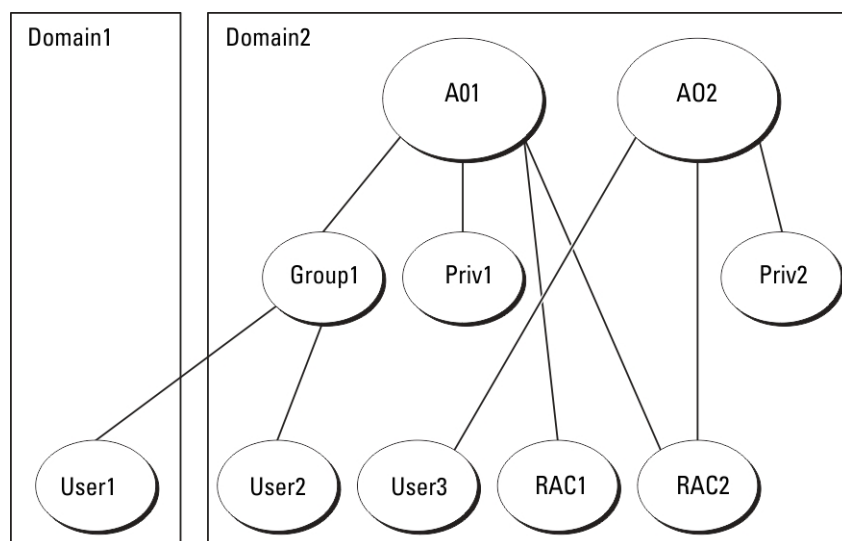 Domain1
Domain2
A01
AO2
Group1
Priv1
Priv2
User1
User2
User3
RAC1
RAC2